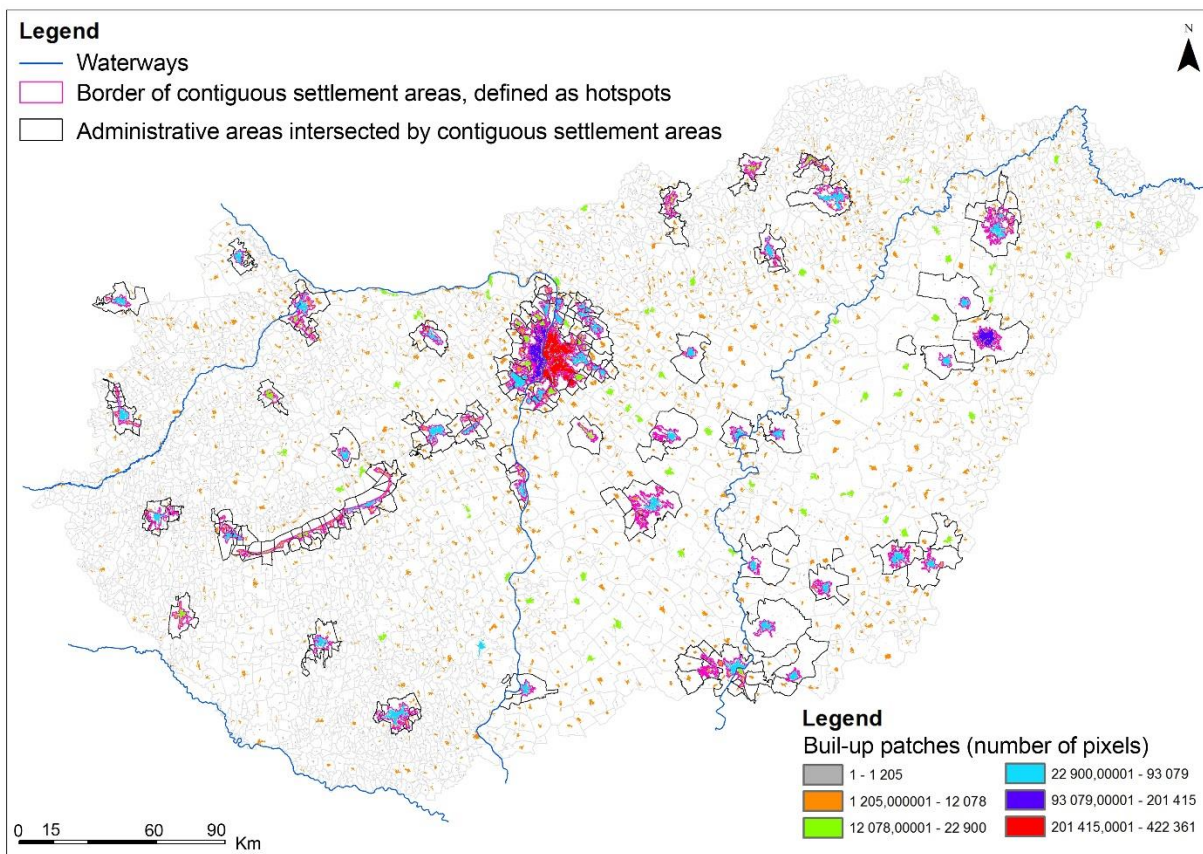 Legend
Waterways
Border of contiguous settlement areas, defined as hotspots
Administrative areas intersected by contiguous settlement areas
N
Legend
Buil-up patches (number of pixels)
1 - 1 205
1 205,000001 - 12 078
12 078,00001 - 22 900
22 900,00001 - 93 079
93 079,00001 - 201 415
201 415,0001 - 422 361
0 15 60 90
Km